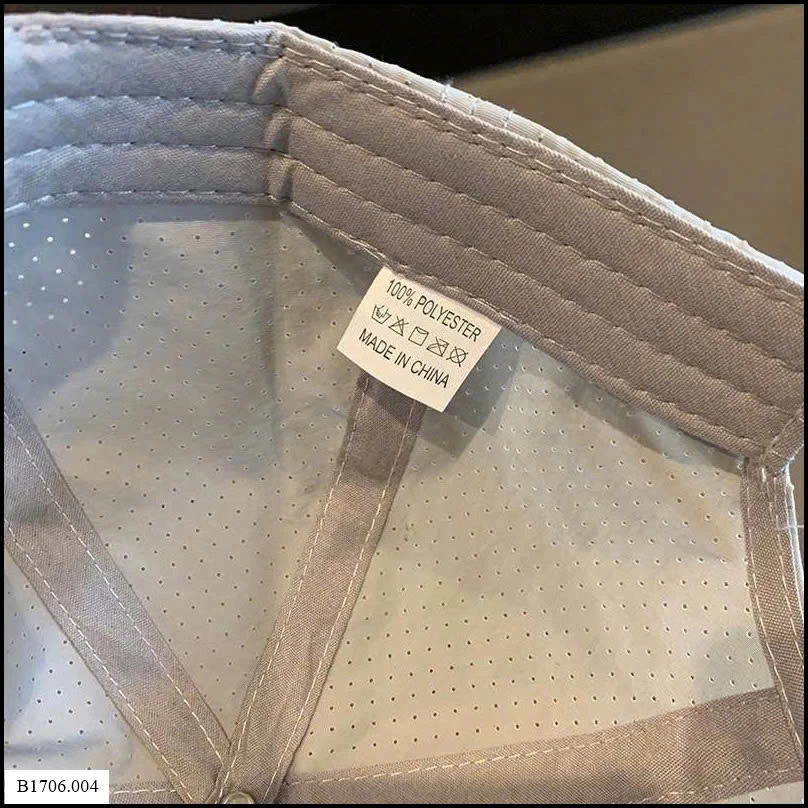 100% POLYESTER
MADE IN CHINA
B1706.004